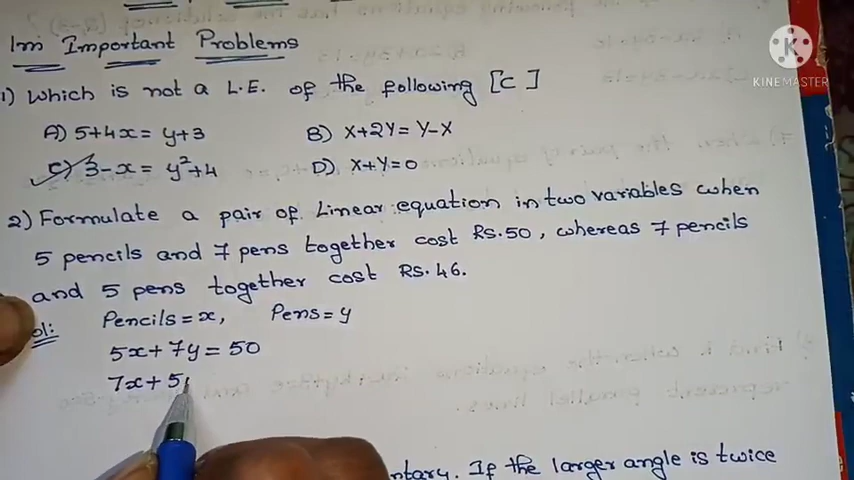 K
KINEMASTER
1m Important Problems
1) Which is not a L.E. of the following [C]
A) 5+4x = y+3 B) X+2Y = Y-X
C) 3-x = y²+4 D) X+Y=0
2) Formulate a pair of Linear equation in two variables when
5 pencils and 7 pens together cost Rs.50, whereas 7 pencils
and 5 pens together cost Rs.46.
ol: Pencils = x, Pens = y
5x+7y = 50
7x+5
ntary. If the larger angle is twice